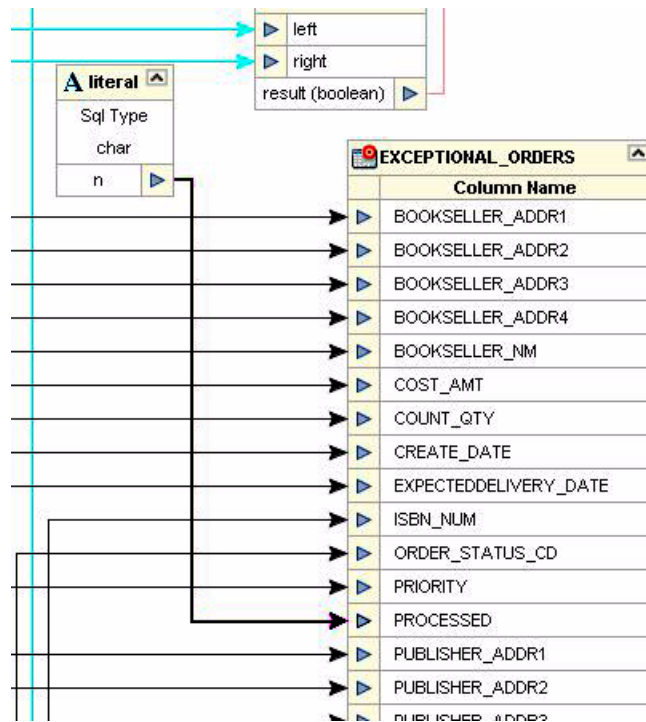 left
right
result (boolean)
A literal
Sql Type
char
n
EXCEPTIONAL_ORDERS
Column Name
BOOKSELLER_ADDR1
BOOKSELLER_ADDR2
BOOKSELLER_ADDR3
BOOKSELLER_ADDR4
BOOKSELLER_NM
COST_AMT
COUNT_QTY
CREATE_DATE
EXPECTEDDELIVERY_DATE
ISBN_NUM
ORDER_STATUS_CD
PRIORITY
PROCESSED
PUBLISHER_ADDR1
PUBLISHER_ADDR2
PUBLISHER_ADDR3